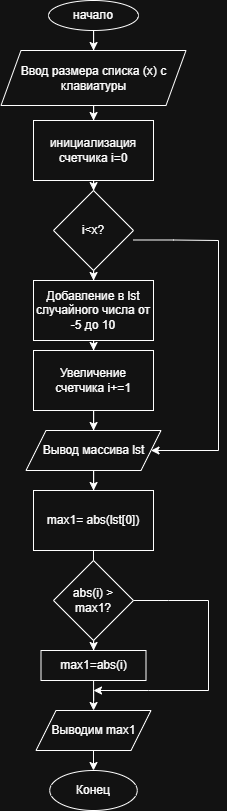 начало
Ввод размера списка (x) с
клавиатуры
инициализация
счетчика i=0
i<x?
Добавление в lst
случайного числа от
-5 до 10
Увеличение
счетчика i+=1
Вывод массива lst
max1= abs(lst[0])
abs(i) >
max1?
max1=abs(i)
Выводим max1
Конец